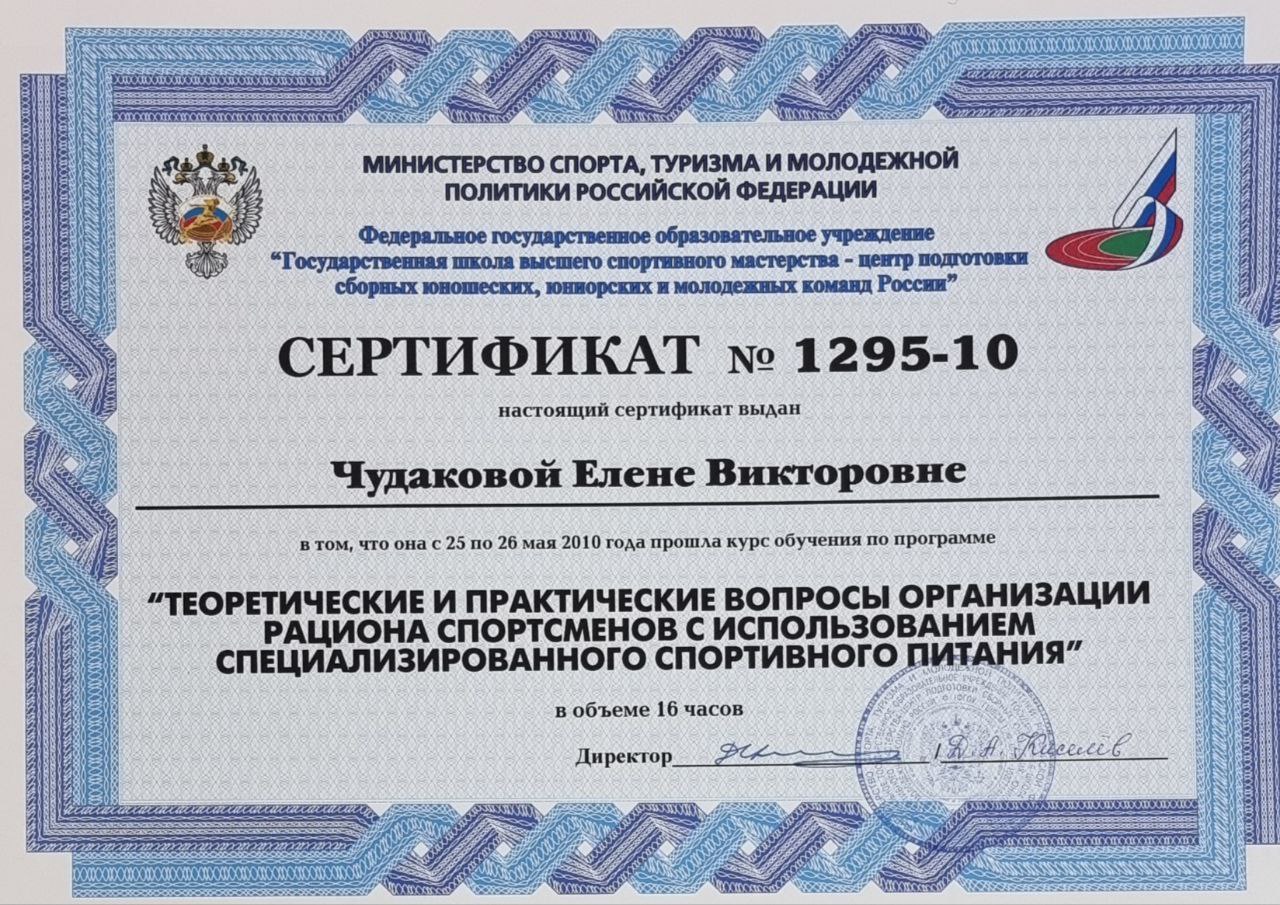 МИНИСТЕРСТВО СПОРТА, ТУРИЗМА И МОЛОДЕЖНОЙ
ПОЛИТИКИ РОССИЙСКОЙ ФЕДЕРАЦИИ
Федеральное государственное образовательное учреждение
“Государственная школа высшего спортивного мастерства - центр подготовки
сборных юношеских, юниорских и молодежных команд России”
СЕРТИФИКАТ № 1295-10
настоящий сертификат выдан
Чудаковой Елене Викторовне
в том, что она с 25 по 26 мая 2010 года прошла курс обучения по программе
“ТЕОРЕТИЧЕСКИЕ И ПРАКТИЧЕСКИЕ ВОПРОСЫ ОРГАНИЗАЦИИ
РАЦИОНА СПОРТСМЕНОВ С ИСПОЛЬЗОВАНИЕМ
СПЕЦИАЛИЗИРОВАННОГО СПОРТИВНОГО ПИТАНИЯ”
в объеме 16 часов
Директор / Д. А. Киселёв